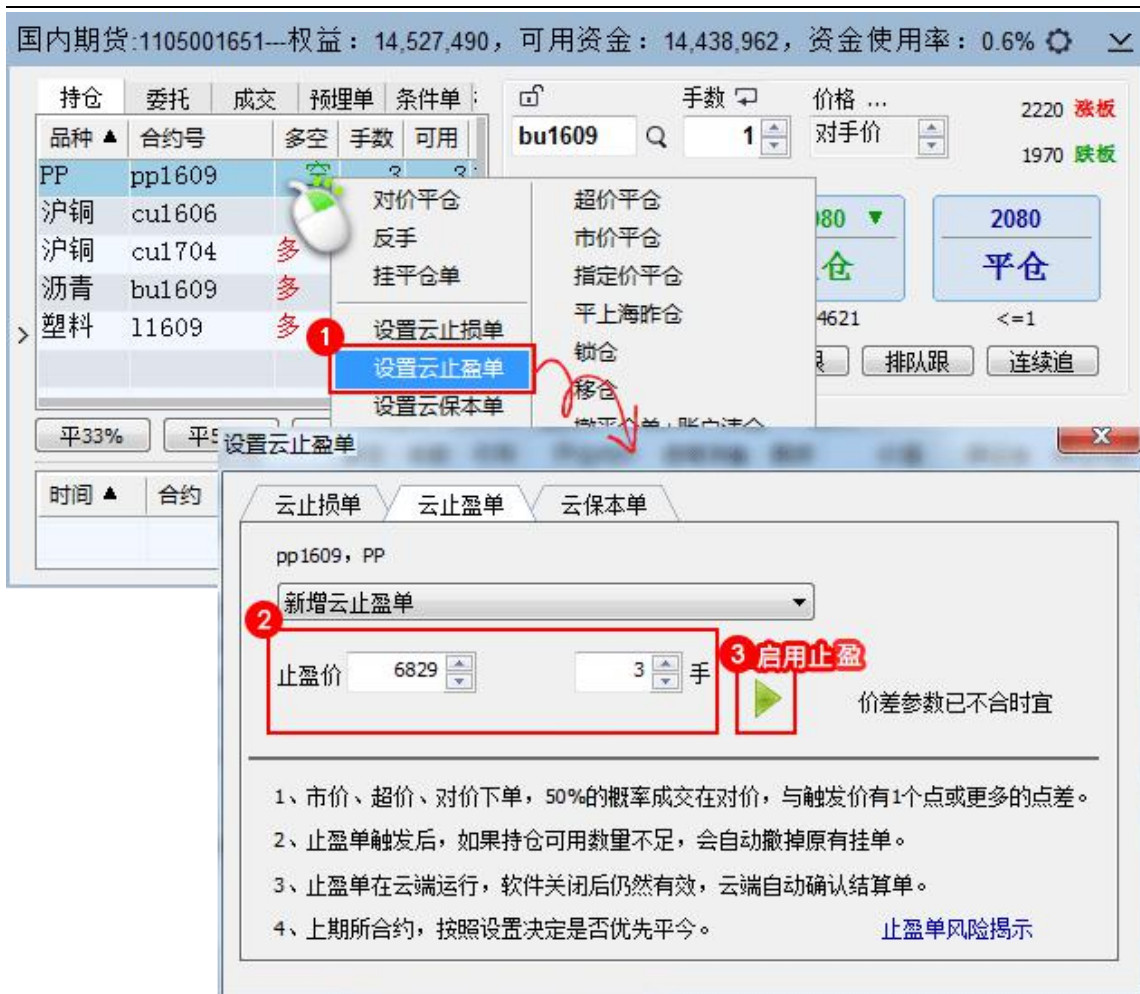 国内期货:1105001651---权益：14,527,490，可用资金：14,438,962，资金使用率：0.6%
持仓 委托 成交 预埋单 条件单
品种 ▲ 合约号 多空 手数 可用
PP pp1609 空 3 3
沪铜 cu1606
沪铜 cu1704 多
沥青 bu1609 多
塑料 l1609 多
平33%
时间 ▲ 合约
手数 价格 ...
bu1609 1 对手价
2220 涨板
1970 跌板
2080
仓 平仓
4621 <=1
排队跟 连续追
对价平仓
反手
挂平仓单
1 设置云止损单
设置云止盈单
设置云保本单
超价平仓
市价平仓
指定价平仓
平上海昨仓
锁仓
移仓
设置云止盈单
云止损单 云止盈单 云保本单
pp1609，PP
新增云止盈单
2
止盈价 6829 3 手
3 启用止盈
价差参数已不合时宜
1、市价、超价、对价下单，50%的概率成交在对价，与触发价有1个点或更多的点差。
2、止盈单触发后，如果持仓可用数量不足，会自动撤掉原有挂单。
3、止盈单在云端运行，软件关闭后仍然有效，云端自动确认结算单。
4、上期所合约，按照设置决定是否优先平今。 止盈单风险揭示